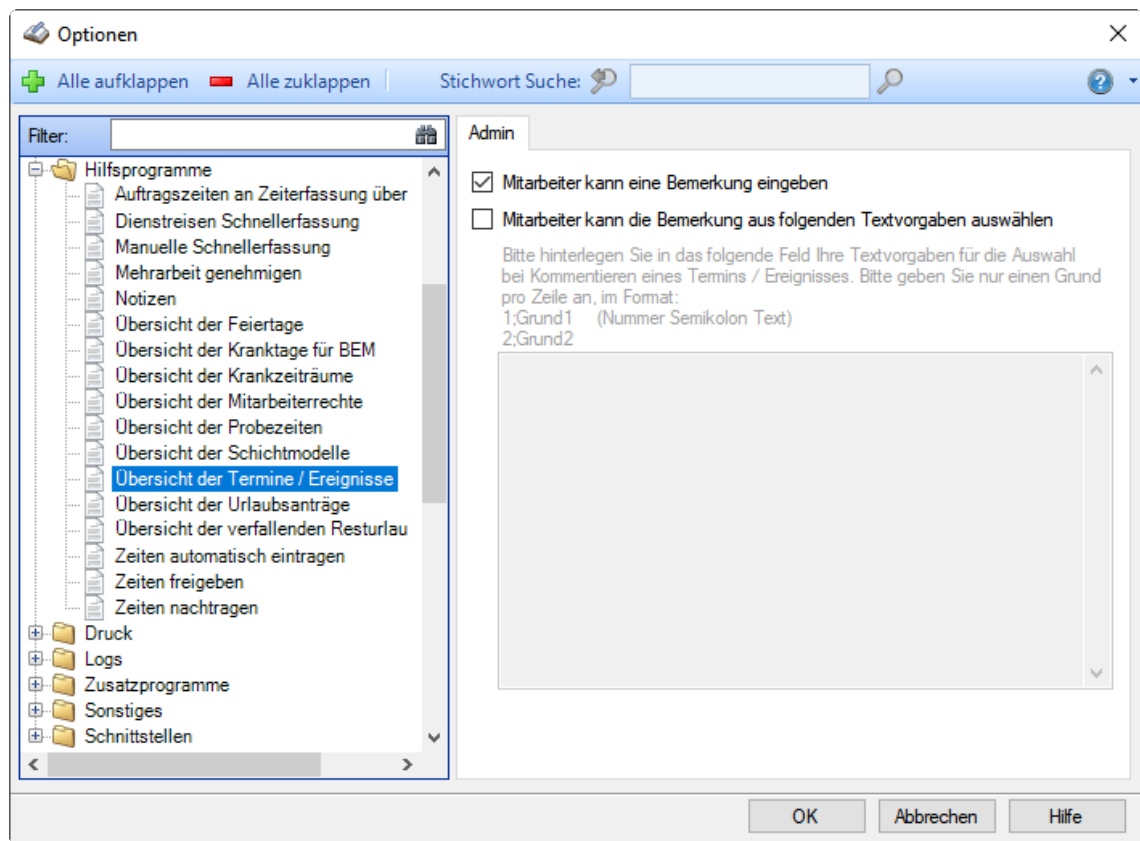 Optionen
Alle aufklappen
Alle zuklappen
Stichwort Suche:
Filter:
Hilfsprogramme
Auftragszeiten an Zeiterfassung über
Dienstreisen Schnellerfassung
Manuelle Schnellerfassung
Mehrarbeit genehmigen
Notizen
Übersicht der Feiertage
Übersicht der Kranktage für BEM
Übersicht der Krankzeiträume
Übersicht der Mitarbeiterrechte
Übersicht der Probezeiten
Übersicht der Schichtmodelle
Übersicht der Termine / Ereignisse
Übersicht der Urlaubsanträge
Übersicht der verfallenden Resturlau
Zeiten automatisch eintragen
Zeiten freigeben
Zeiten nachtragen
Druck
Logs
Zusatzprogramme
Sonstiges
Schnittstellen
Admin
Mitarbeiter kann eine Bemerkung eingeben
Mitarbeiter kann die Bemerkung aus folgenden Textvorgaben auswählen
Bitte hinterlegen Sie in das folgende Feld Ihre Textvorgaben für die Auswahl
bei Kommentieren eines Termins / Ereignisses. Bitte geben Sie nur einen Grund
pro Zeile an, im Format:
1;Grund1 (Nummer Semikolon Text)
2;Grund2
OK
Abbrechen
Hilfe